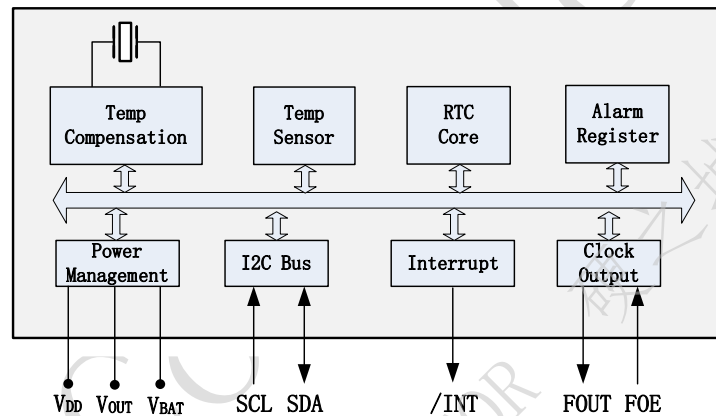 Temp
Compensation
Temp
Sensor
RTC
Core
Alarm
Register
Power
Management
I2C Bus
Interrupt
Clock
Output
VDD VOUT VBAT SCL SDA /INT FOUT FOE